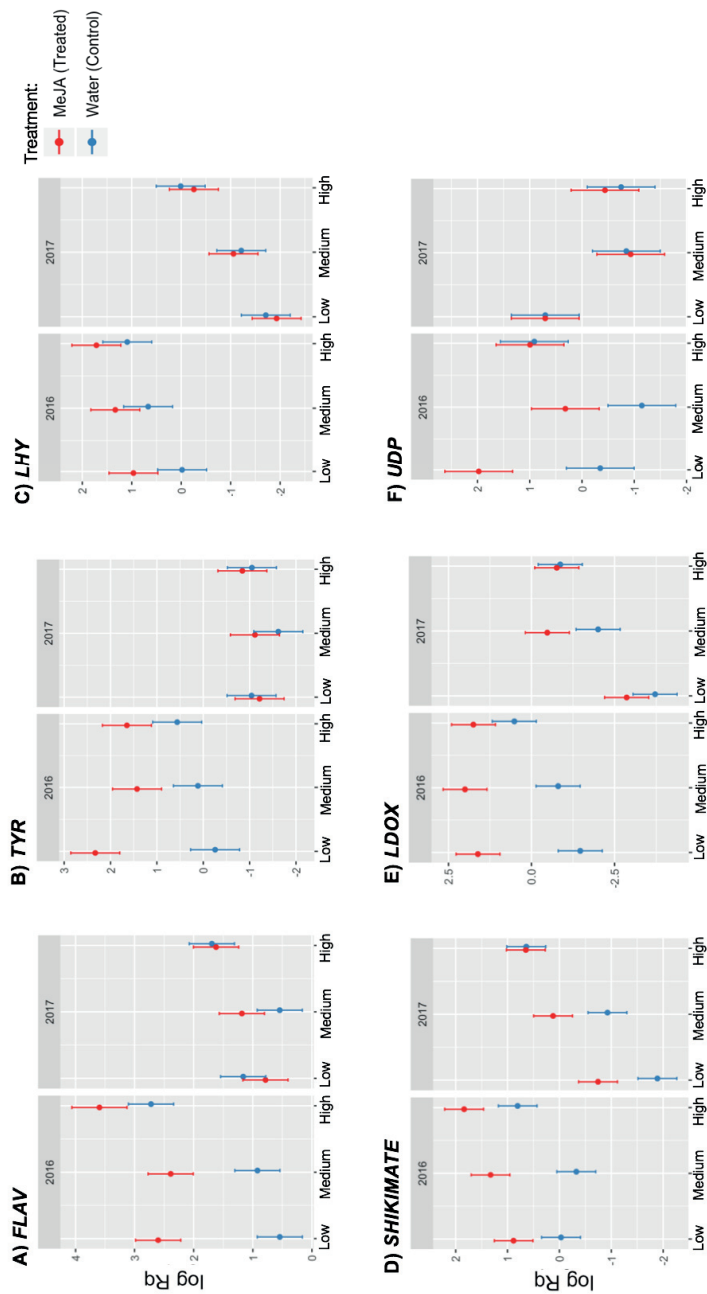 A) FLAV
B) TYR
C) LHY
Treatment:
MeJA (Treated)
Water (Control)
2016
2017
2016
2017
2016
2017
log Rq
4
3
2
1
0
3
2
1
0
-1
-2
2
1
0
-1
-2
Low
Medium
High
Low
Medium
High
Low
Medium
High
Low
Medium
High
Low
Medium
High
Low
Medium
High
D) SHIKIMATE
E) LDOX
F) UDP
2016
2017
2016
2017
2016
2017
log Rq
2
1
0
-1
-2
2.5
0.0
-2.5
2
1
0
-1
-2
Low
Medium
High
Low
Medium
High
Low
Medium
High
Low
Medium
High
Low
Medium
High
Low
Medium
High